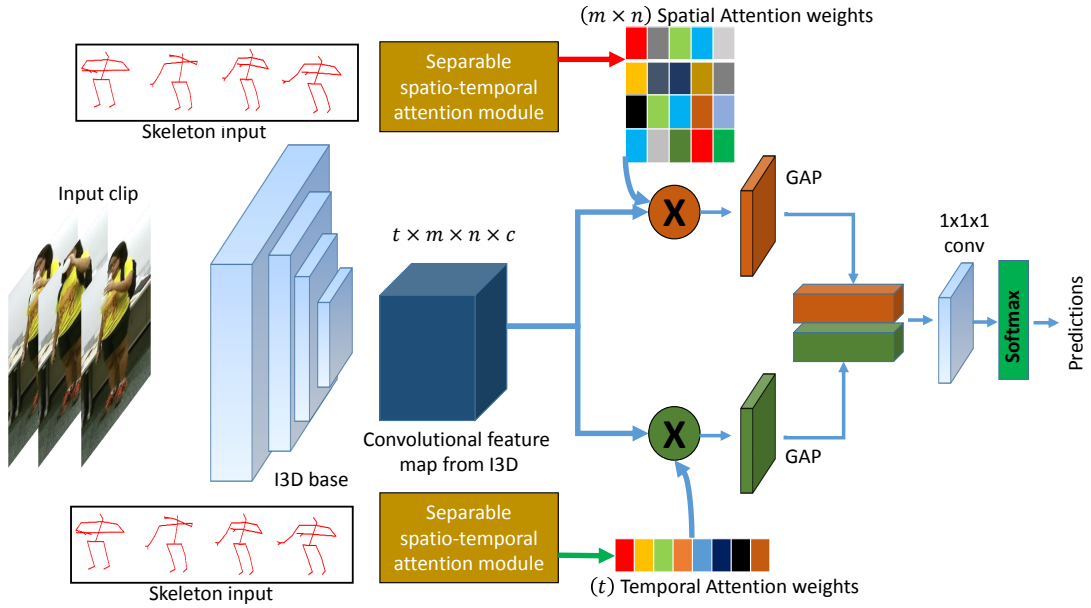 (m × n) Spatial Attention weights
Separable
spatio-temporal
attention module
Skeleton input
Input clip
GAP
t × m × n × c
1x1x1
conv
X
Softmax
Predictions
X
Convolutional feature
map from I3D
GAP
I3D base
Separable
spatio-temporal
attention module
Skeleton input
(t) Temporal Attention weights